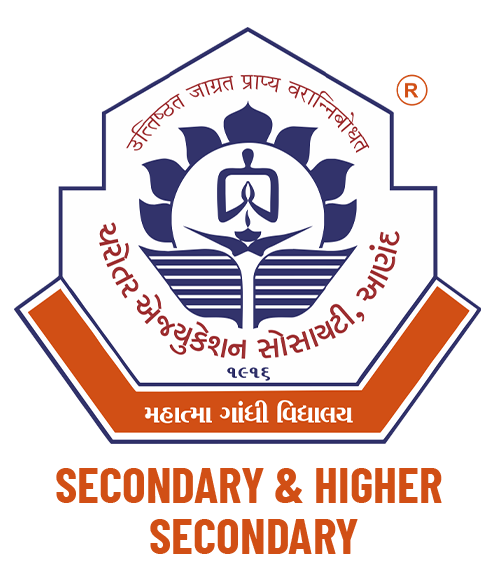 उत्तिष्ठत जाग्रत प्राप्य वरान्निबोधत
®
ચરોતર એજ્યુકેશન સોસાયટી, આણંદ
૧૯૧૬
મહાત્મા ગાંધી વિદ્યાલય
SECONDARY & HIGHER
SECONDARY